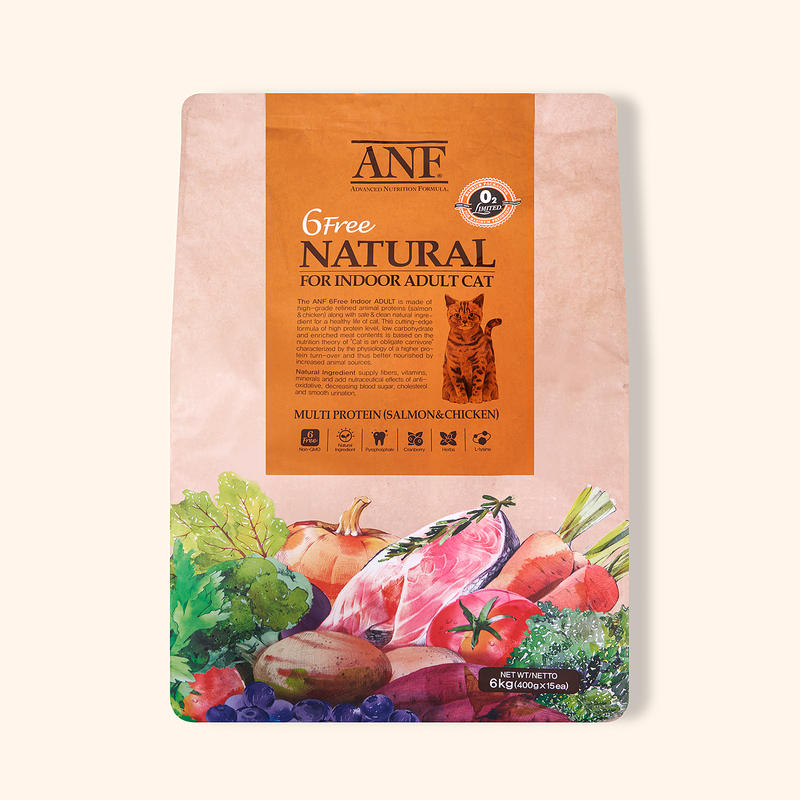 ANF®
ADVANCED NUTRITION FORMULA.
O2
LIMITED
6Free
NATURAL
FOR INDOOR ADULT CAT
The ANF 6Free Indoor ADULT is made of
high-grade refined animal proteins (salmon
& chicken) along with safe & clean natural ingre-
dient for a healthy life of cat. This cutting-edge
formula of high protein level, low carbohydrate
and enriched meat contents is based on the
nutrition theory of "Cat is an obligate carnivore"
characterized by the physiology of a higher pro-
tein turn-over and thus better nourished by
increased animal sources.
Natural Ingredient supply fibers, vitamins,
minerals and add nutraceutical effects of anti-
oxidative, decreasing blood sugar, cholesterol
and smooth urination.
MULTI PROTEIN (SALMON&CHICKEN)
6
Free
Non-GMO
Natural
Ingredient
Pyrophosphate
Cranberry
Herbs
L-lysine
NET WT/NETTO
6kg(400g×15ea)